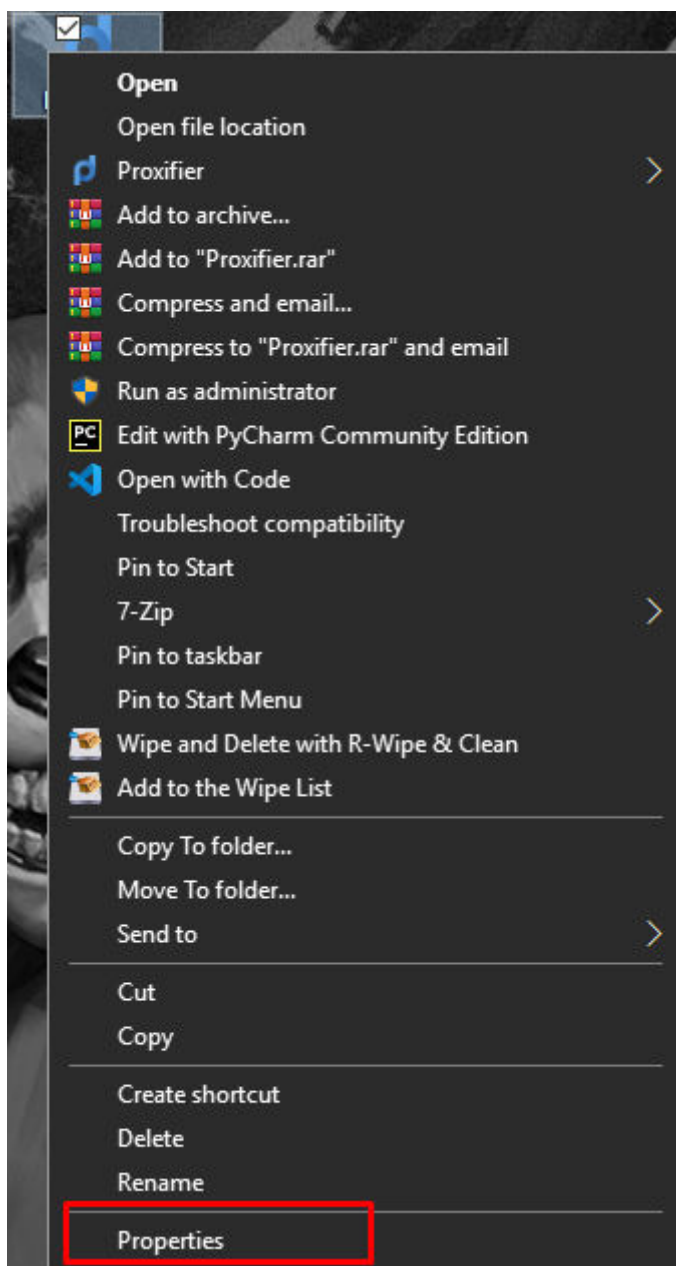 Open
Open file location
Proxifier
Add to archive...
Add to "Proxifier.rar"
Compress and email...
Compress to "Proxifier.rar" and email
Run as administrator
PC Edit with PyCharm Community Edition
Open with Code
Troubleshoot compatibility
Pin to Start
7-Zip
Pin to taskbar
Pin to Start Menu
Wipe and Delete with R-Wipe & Clean
Add to the Wipe List
Copy To folder...
Move To folder...
Send to
Cut
Copy
Create shortcut
Delete
Rename
Properties